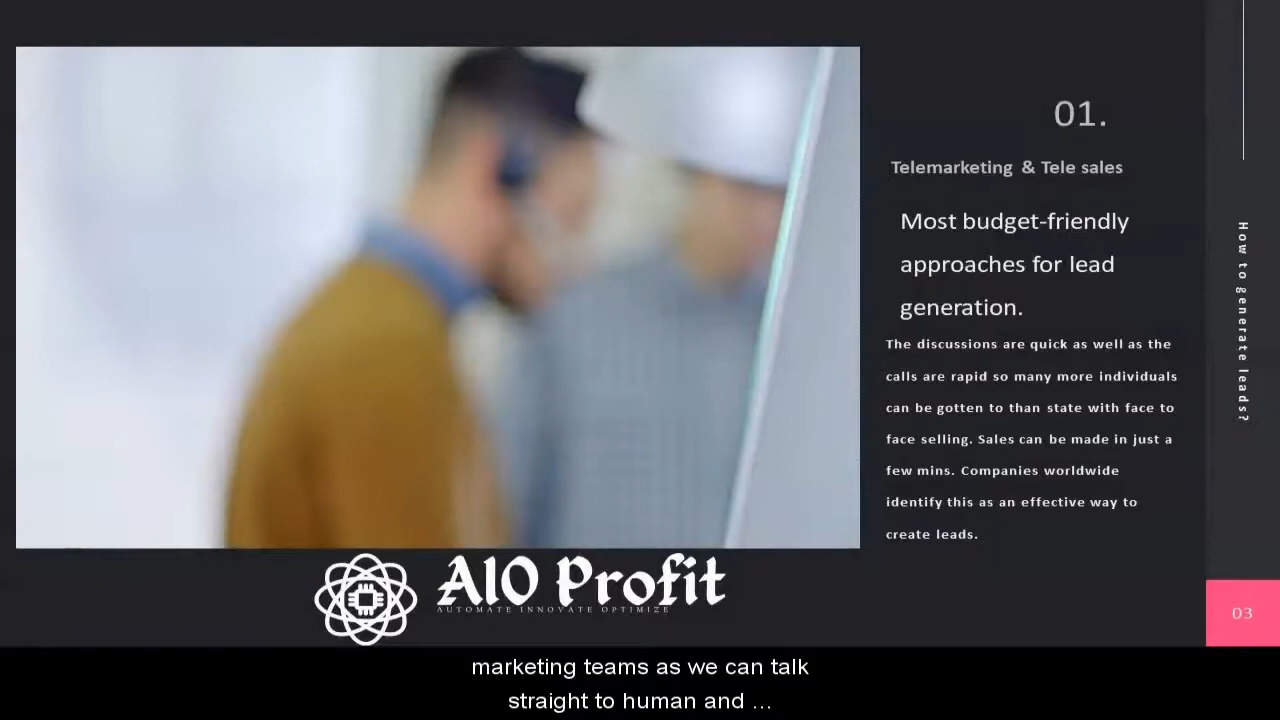 01.
Telemarketing & Tele sales
Most budget-friendly
approaches for lead
generation.
The discussions are quick as well as the
calls are rapid so many more individuals
can be gotten to than state with face to
face selling. Sales can be made in just a
few mins. Companies worldwide
identify this as an effective way to
create leads.
How to generate leads?
03
AIO Profit
AUTOMATE INNOVATE OPTIMIZE
marketing teams as we can talk
straight to human and ...